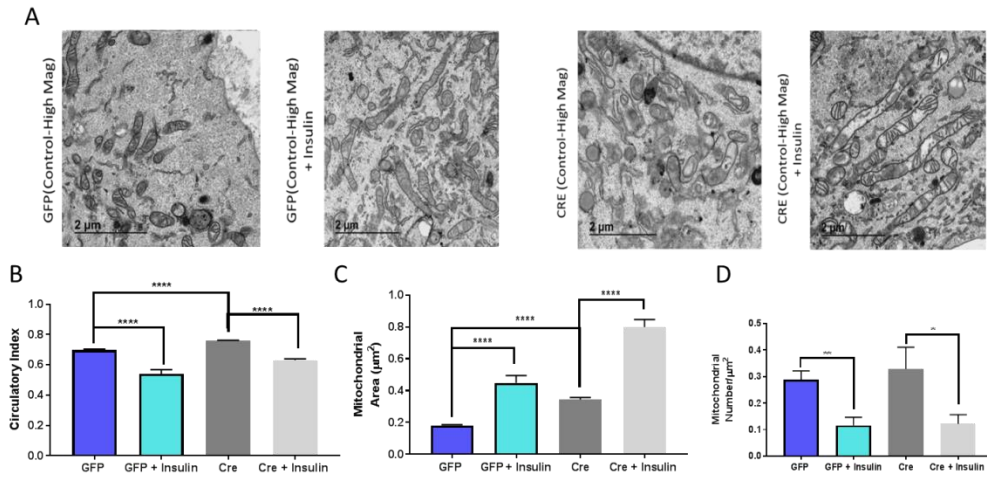 A
GFP(Control-High Mag)
GFP(Control-High Mag)
+ Insulin
CRE (Control-High Mag)
CRE (Control-High Mag)
+ Insulin
2 µm
2 µm
2 µm
2 µm
B
Circulatory Index
1.0
0.8
0.6
0.4
0.2
0.0
****
****
****
GFP
GFP + Insulin
Cre
Cre + Insulin
C
Mitochondrial
Area (µm²)
1.0
0.8
0.6
0.4
0.2
0.0
****
****
****
GFP
GFP + Insulin
Cre
Cre + Insulin
D
Mitochondrial
Number/µm²
0.5
0.4
0.3
0.2
0.1
0.0
*
GFP
GFP + Insulin
Cre
Cre + Insulin